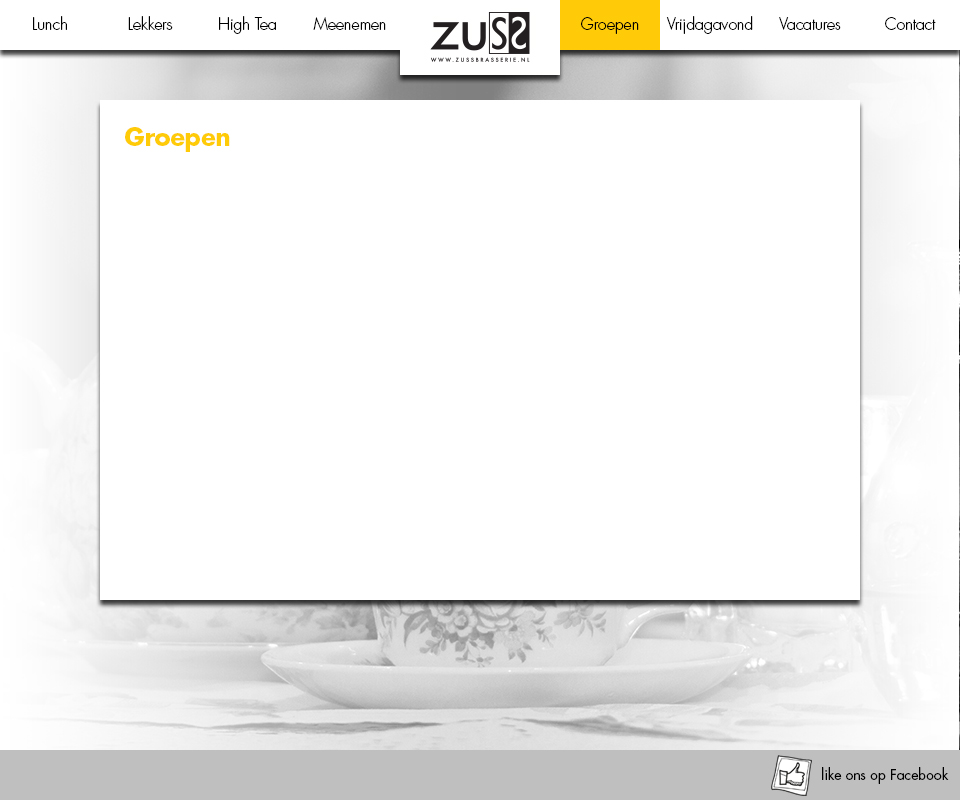 Lunch Lekkers High Tea Meenemen ZUSS Groepen Vrijdagavond Vacatures Contact
WWW.ZUSSBRASSERIE.NL
Groepen
like ons op Facebook